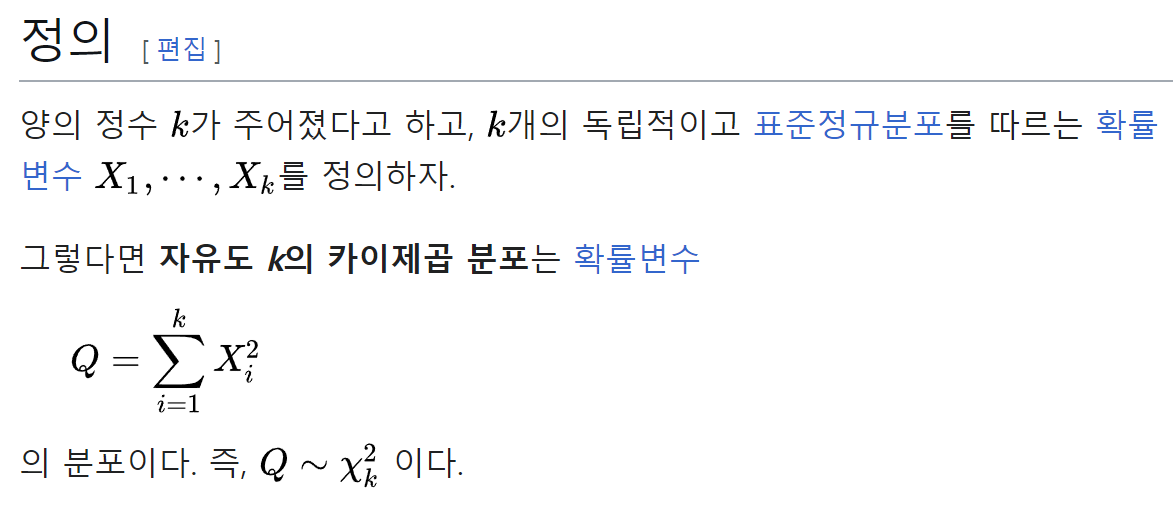 정의 [ 편집 ]
양의 정수 k가 주어졌다고 하고, k개의 독립적이고 표준정규분포를 따르는 확률
변수 X₁, ⋯ , Xₖ를 정의하자.
그렇다면 자유도 k의 카이제곱 분포는 확률변수
Q = ∑_{i=1}^{k} X_i^2
의 분포이다. 즉, Q ∼ χ_k^2 이다.